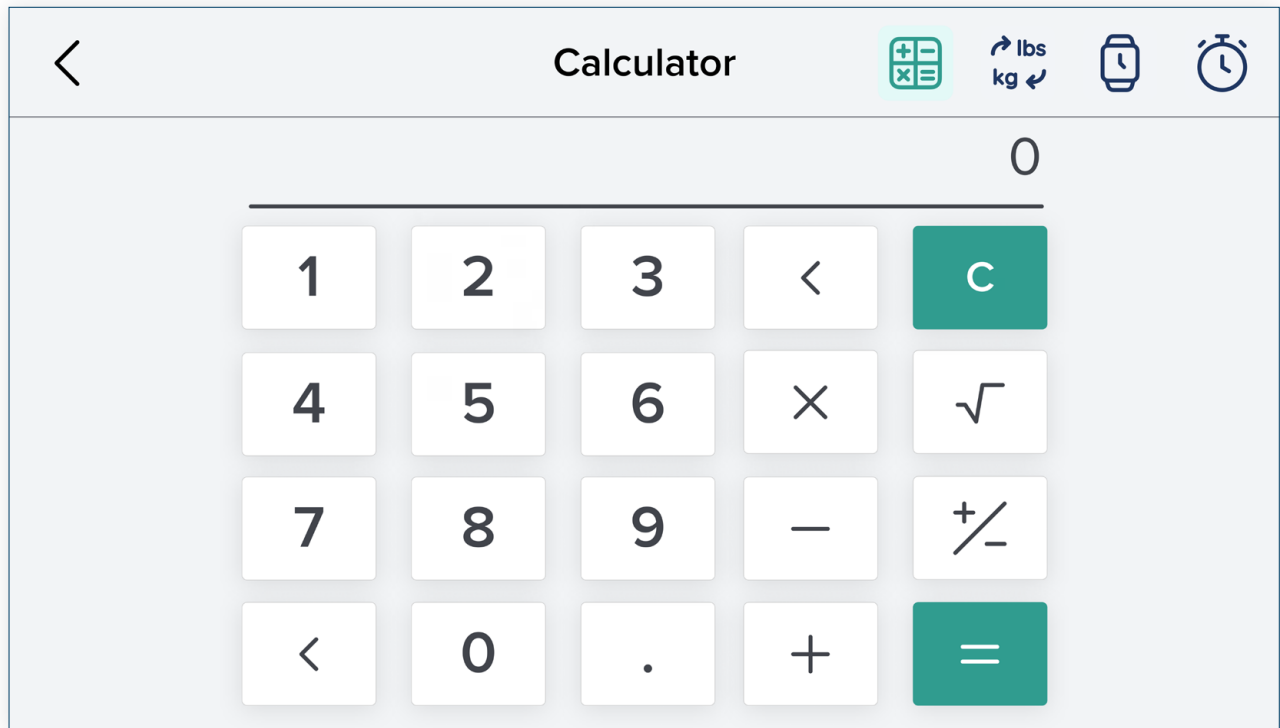 Calculator
lbs
kg
0
1 2 3 < C
4 5 6 × √
7 8 9 − +/−
< 0 . + =